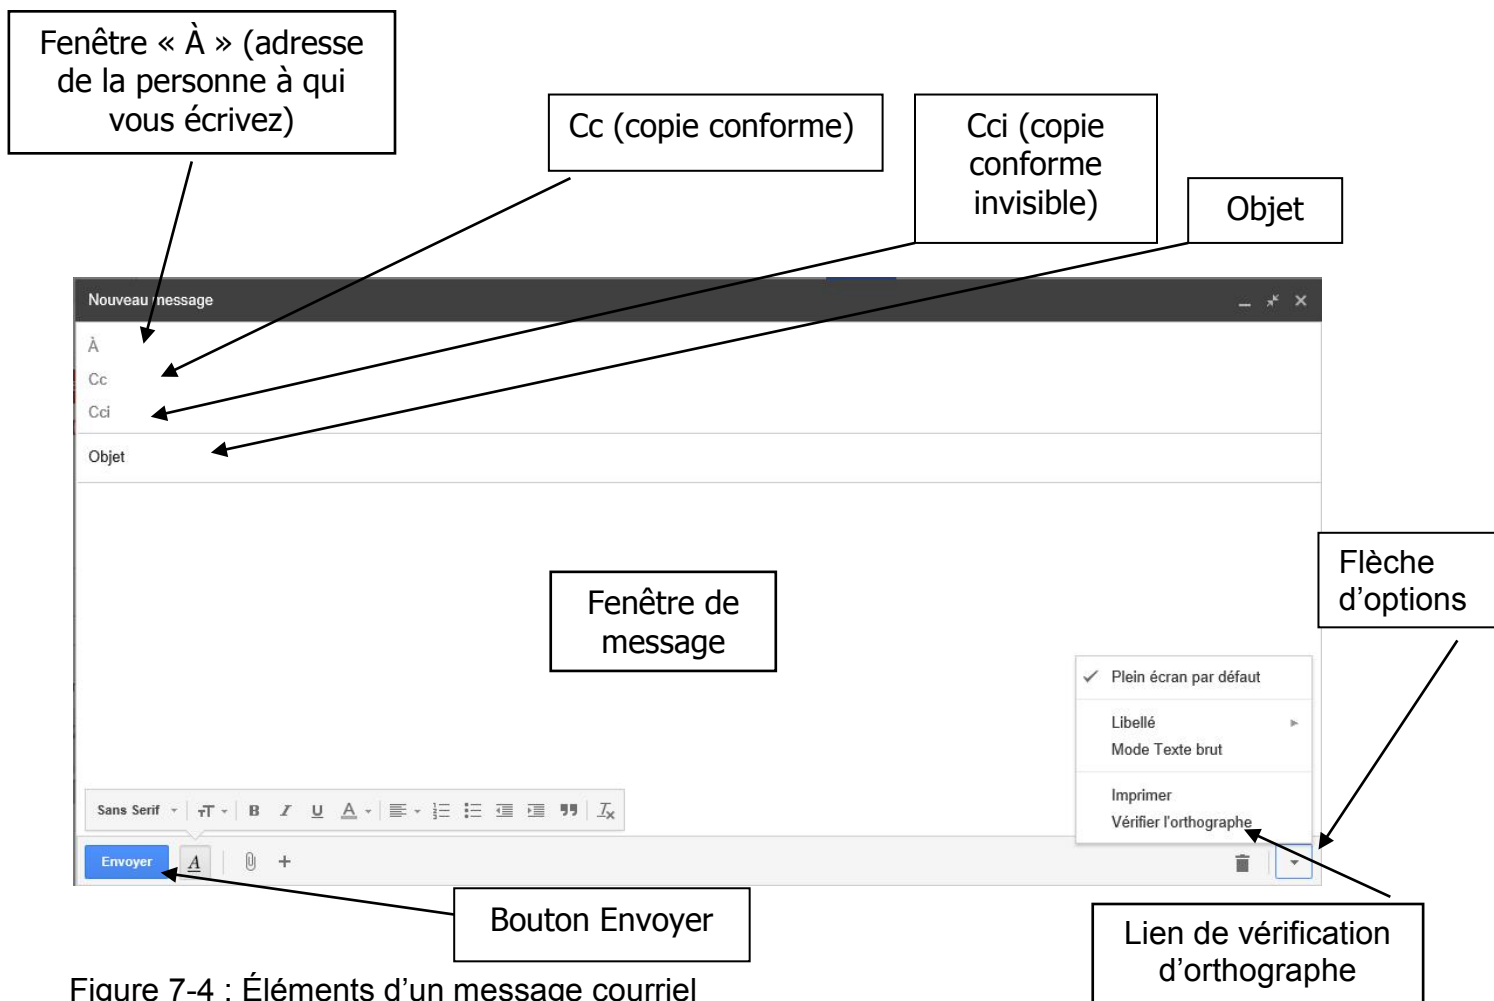 Fenêtre « À » (adresse
de la personne à qui
vous écrivez)
Cc (copie conforme)
Cci (copie
conforme
invisible)
Objet
Nouveau message
À
Cc
Cci
Objet
Fenêtre de
message
Flèche
d’options
Plein écran par défaut
Libellé
Mode Texte brut
Imprimer
Vérifier l'orthographe
Sans Serif
Envoyer
Bouton Envoyer
Lien de vérification
d’orthographe
Figure 7-4 : Éléments d’un message courriel